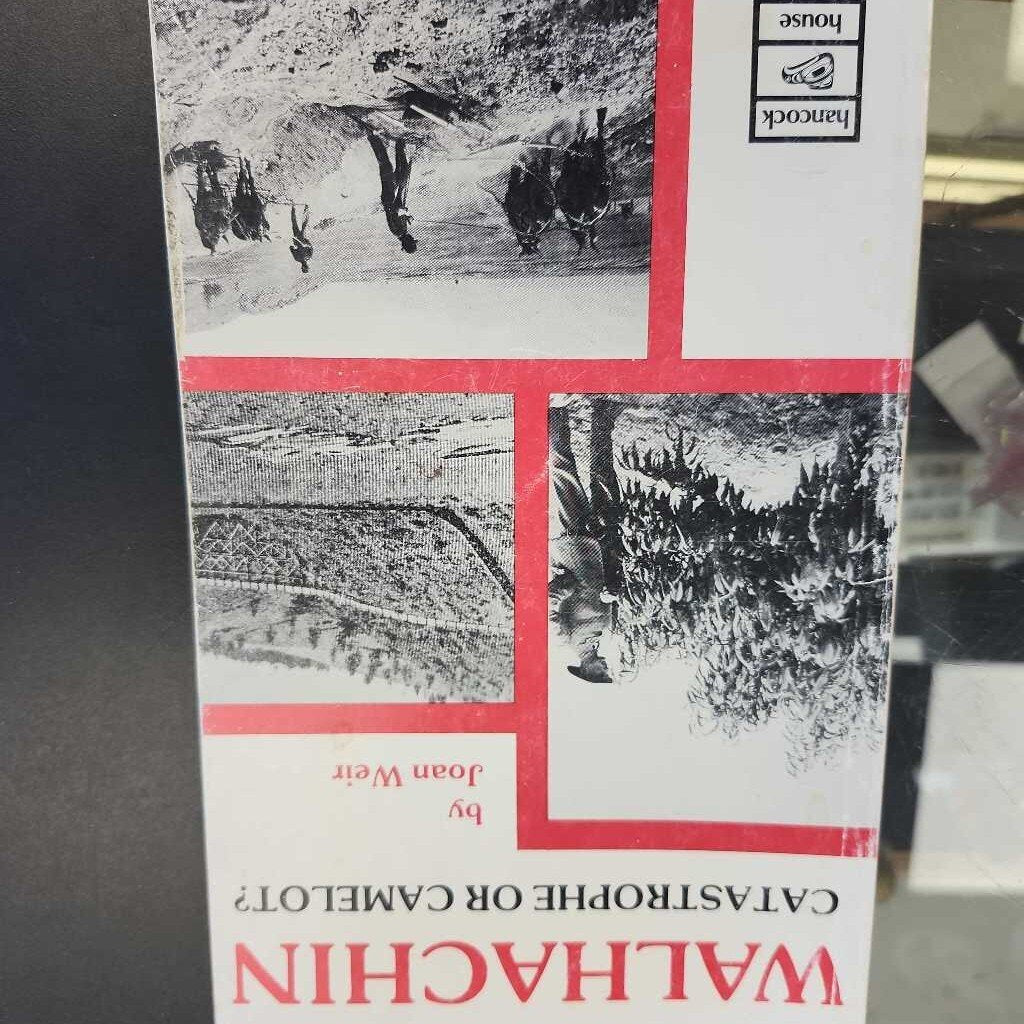 WALHACHIN
CATASTROPHE OR CAMELOT?
by
Joan Weir
hancock
house